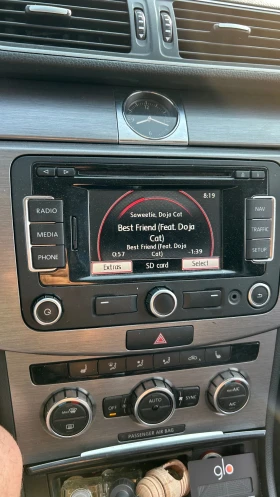 8:19
Saweetie, Doja Cat
Best Friend (Feat. Doja
Cat)
Best Friend (Feat. Doja
Cat)
0:57
-1:39
Extras
SD card
Select
RADIO
MEDIA
PHONE
NAV
TRAFFIC
SETUP
OFF
AUTO
SYNC
A/C
PASSENGER AIR BAG
glo